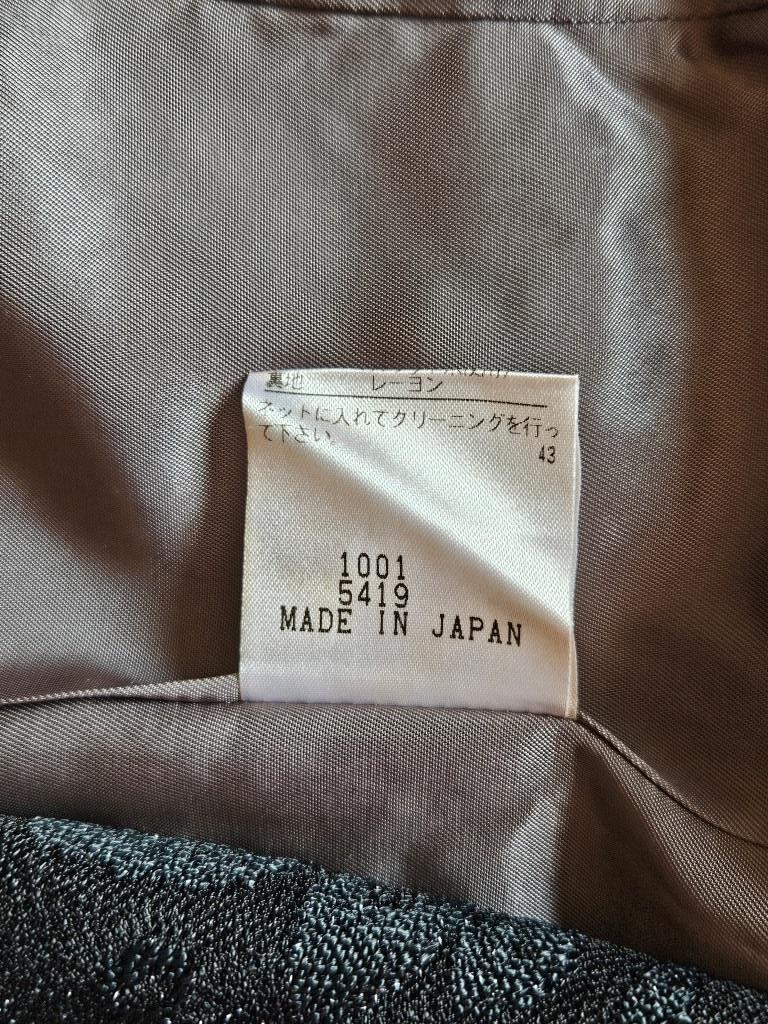 裏地 レーヨン
ネットに入れてクリーニングを行っ
て下さい。
43
1001
5419
MADE IN JAPAN